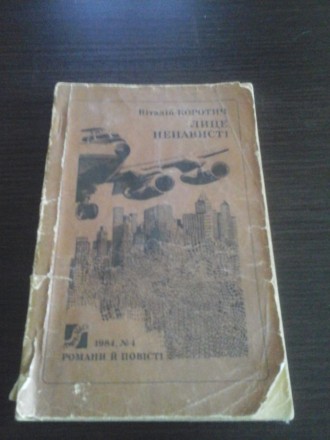 Віталій КОРОТИЧ
ЛИЦЕ
НЕНАВИСТІ
1984, №4
РОМАНИ Й ПОВІСТІ